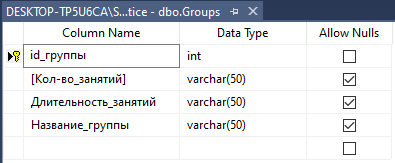 DESKTOP-TP5U6CA\S...tice - dbo.Groups
Column Name Data Type Allow Nulls
id_группы int
[Кол-во_занятий] varchar(50)
Длительность_занятий varchar(50)
Название_группы varchar(50)